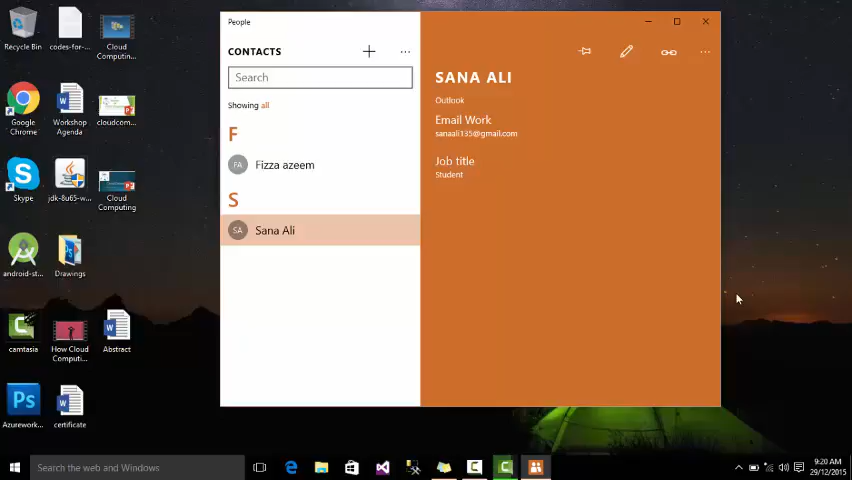 People
CONTACTS
Search
Showing all
F
FA
Fizza azeem
S
SA
Sana Ali
SANA ALI
Outlook
Email Work
sanaali135@gmail.com
Job title
Student
Recycle Bin
codes-for-...
Cloud
Computin...
Google
Chrome
Workshop
Agenda
cloudcom...
Skype
jdk-8u65-w...
Cloud
Computing
android-st...
Drawings
camtasia
How Cloud
Computi...
Abstract
Ps
Azurework...
certificate
Search the web and Windows
9:20 AM
29/12/2015